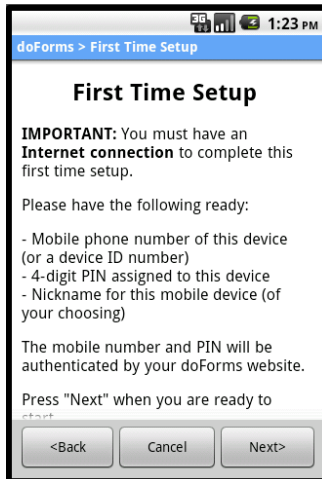 3G 1:23 PM
doForms > First Time Setup
First Time Setup
IMPORTANT: You must have an
Internet connection to complete this
first time setup.
Please have the following ready:
- Mobile phone number of this device
(or a device ID number)
- 4-digit PIN assigned to this device
- Nickname for this mobile device (of
your choosing)
The mobile number and PIN will be
authenticated by your doForms website.
Press "Next" when you are ready to
start
<Back Cancel Next>